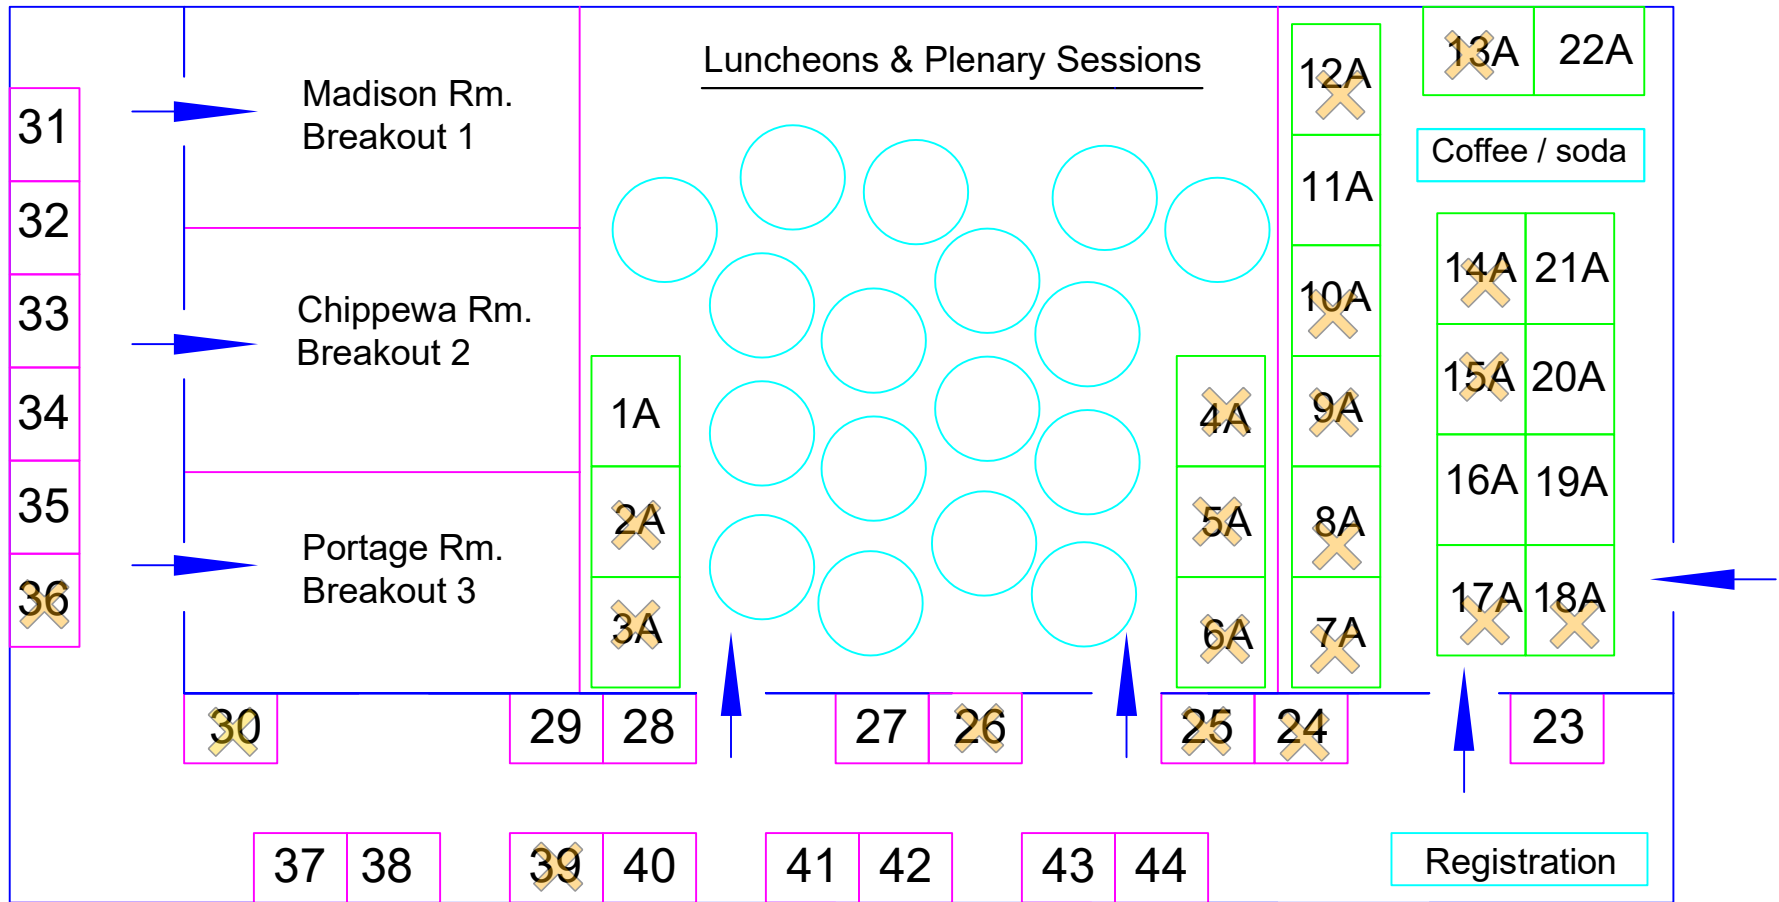 Luncheons & Plenary Sessions
Madison Rm.
Breakout 1
Chippewa Rm.
Breakout 2
Portage Rm.
Breakout 3
31
32
33
34
35
36
1A
2A
3A
4A
5A
6A
12A
11A
10A
9A
8A
7A
13A 22A
Coffee / soda
14A 21A
15A 20A
16A 19A
17A 18A
30 29 28 27 26 25 24 23
37 38 39 40 41 42 43 44
Registration